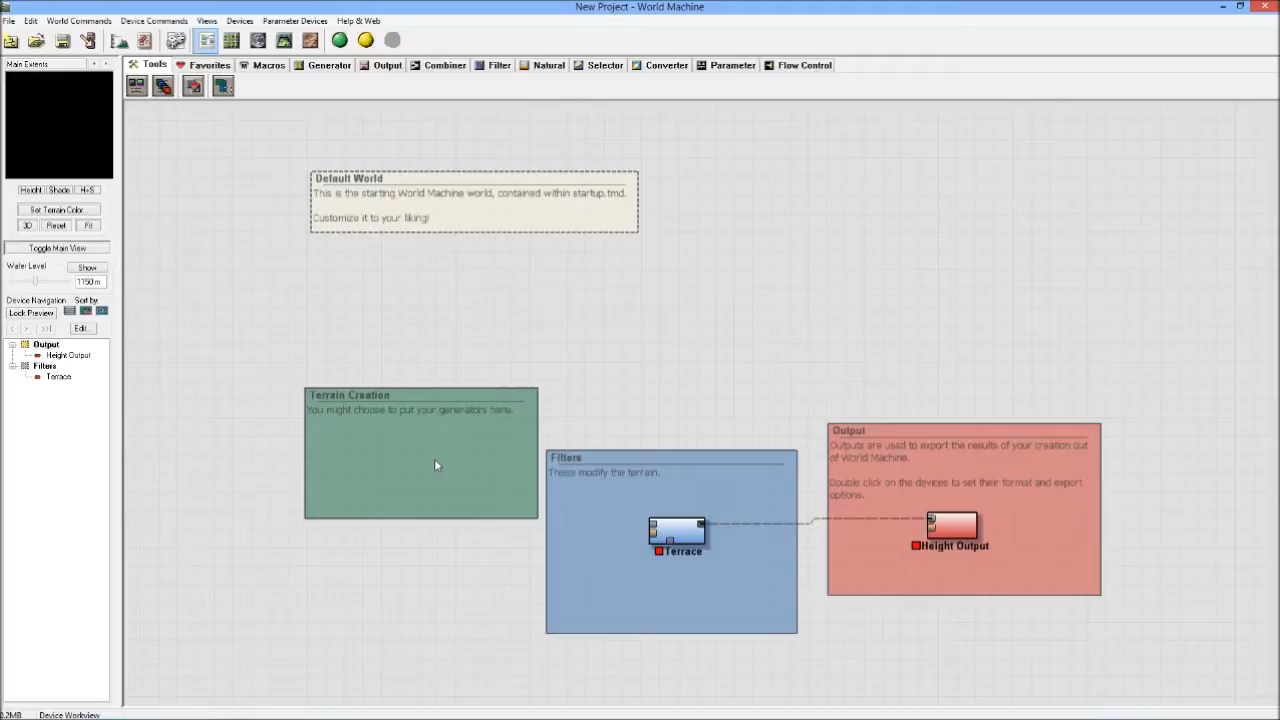 New Project - World Machine
File Edit World Commands Device Commands Views Devices Parameter Devices Help & Web
Main Extents
Tools Favorites Macros Generator Output Combiner Filter Natural Selector Converter Parameter Flow Control
Height Shade H+S
Set Terrain Color...
3D Reset Fit
Toggle Main View
Water Level Show
1150 m
Device Navigation Sort by:
Lock Preview
Edit...
Output
Height Output
Filters
Terrace
Default World
This is the starting World Machine world, contained within startup.tmd.
Customize it to your liking!
Terrain Creation
You might choose to put your generators here.
Filters
These modify the terrain.
Terrace
Output
Outputs are used to export the results of your creation out
of World Machine.
Double click on the devices to set their format and export
options.
Height Output
0.2MB Device Workview